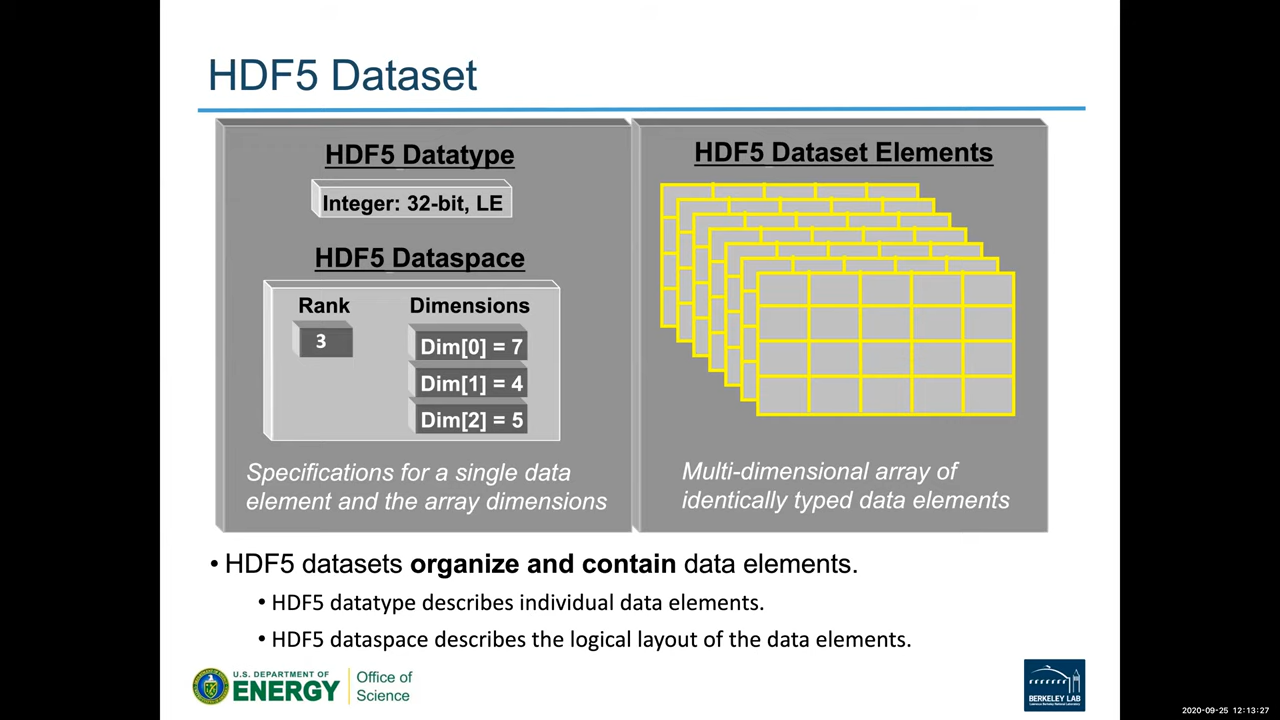 HDF5 Dataset
HDF5 Datatype
Integer: 32-bit, LE
HDF5 Dataspace
Rank
Dimensions
3
Dim[0] = 7
Dim[1] = 4
Dim[2] = 5
Specifications for a single data
element and the array dimensions
HDF5 Dataset Elements
Multi-dimensional array of
identically typed data elements
• HDF5 datasets organize and contain data elements.
• HDF5 datatype describes individual data elements.
• HDF5 dataspace describes the logical layout of the data elements.
U.S. DEPARTMENT OF
ENERGY
Office of
Science
BERKELEY LAB
Lawrence Berkeley National Laboratory
2020-09-25 12:13:27